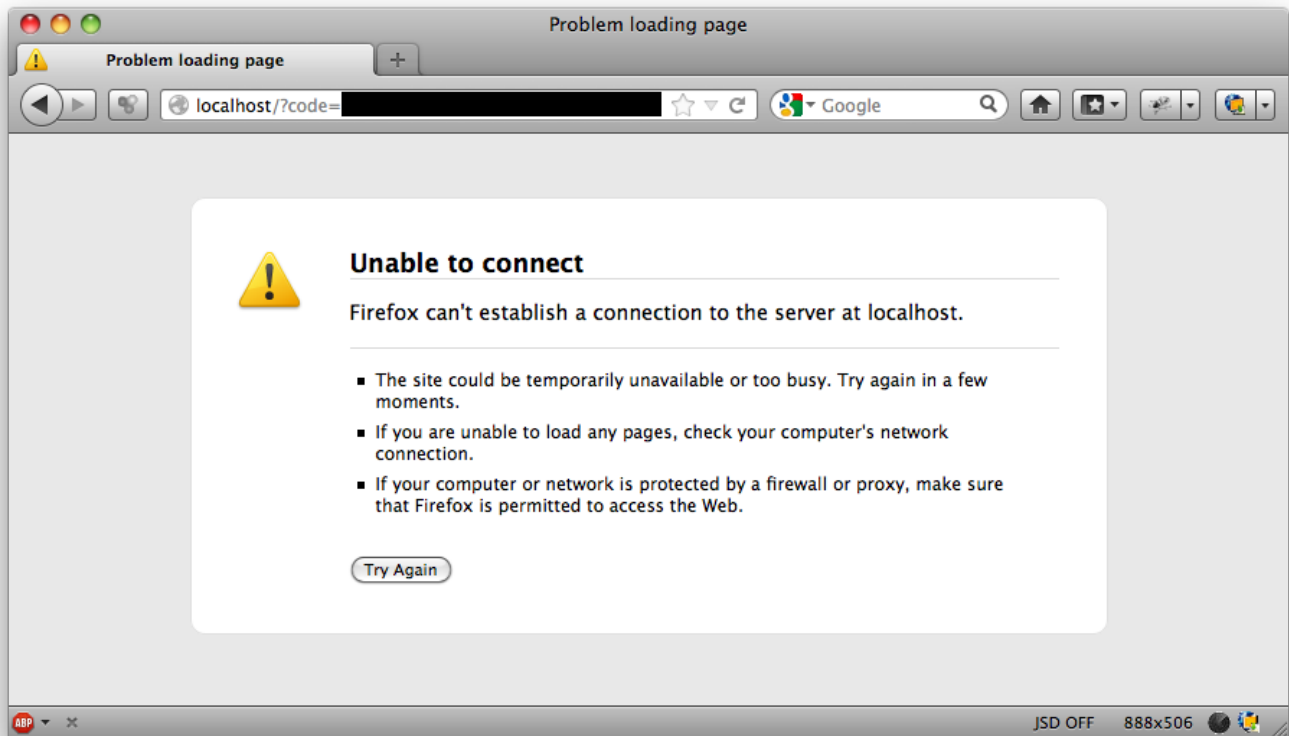 Problem loading page
Problem loading page
localhost/?code=
Google
Unable to connect
Firefox can't establish a connection to the server at localhost.
The site could be temporarily unavailable or too busy. Try again in a few
moments.
If you are unable to load any pages, check your computer's network
connection.
If your computer or network is protected by a firewall or proxy, make sure
that Firefox is permitted to access the Web.
Try Again
ABP
JSD OFF 888x506